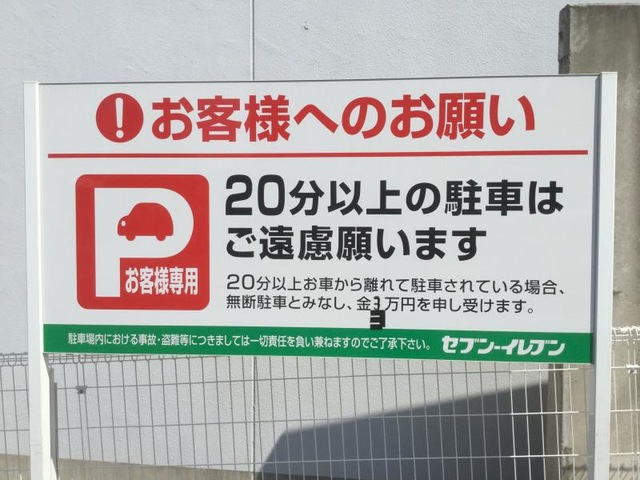 お客様へのお願い
P
お客様専用
20分以上の駐車は
ご遠慮願います
20分以上お車から離れて駐車されている場合、
無断駐車とみなし、金3万円を申し受けます。
駐車場内における事故・盗難等につきましては一切責任を負い兼ねますのでご了承下さい。 セブン-イレブン